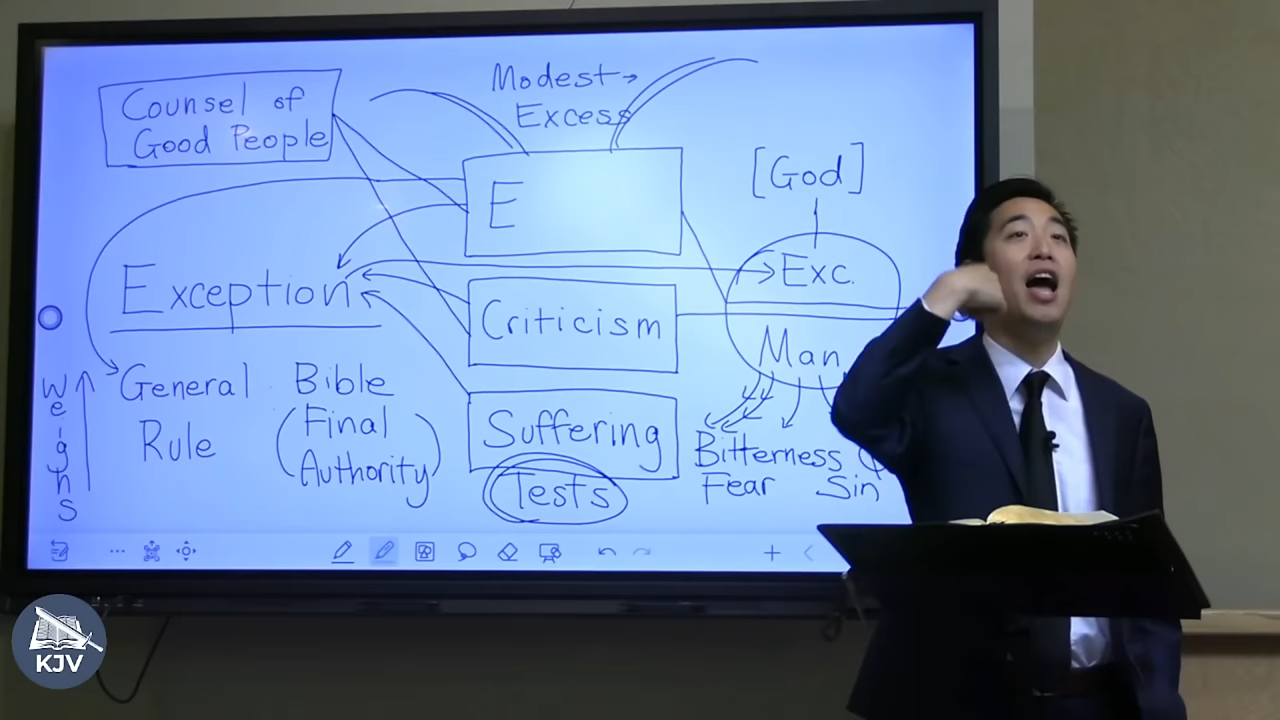 Counsel of
Good People
Modest→
Excess
E
[God]
Exception
Exc.
Criticism
Man
Weighs
General
Rule
Bible
(Final
Authority)
Suffering
Tests
Bitterness
Fear
Sin
KJV